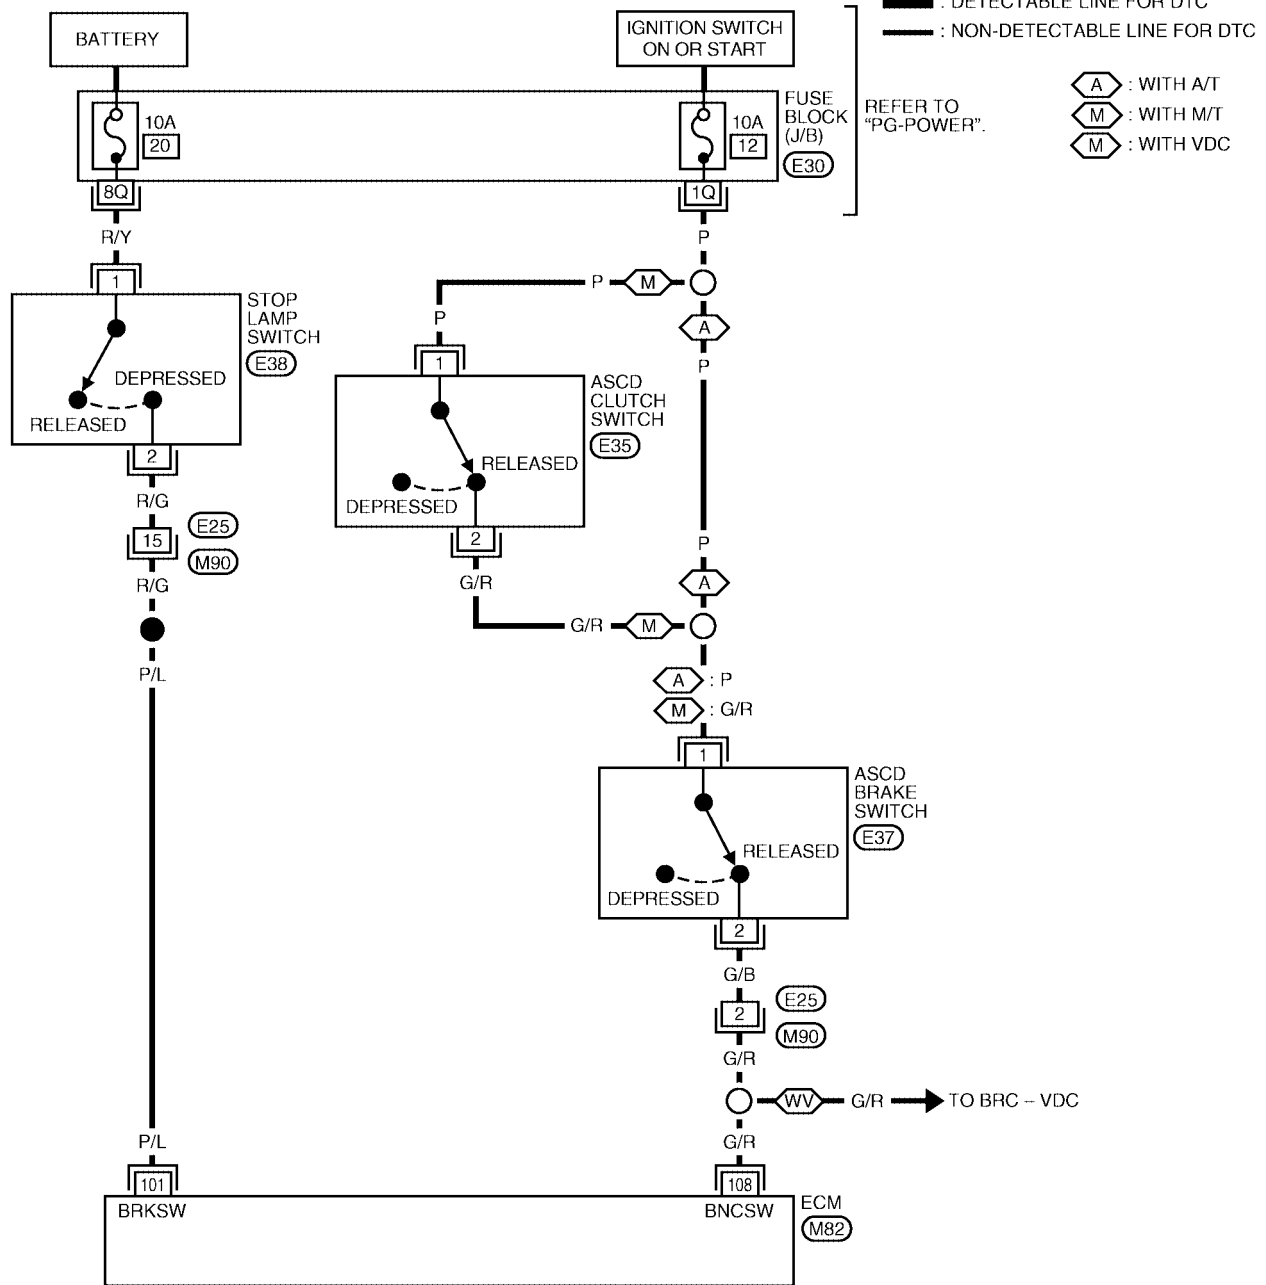 : DETECTABLE LINE FOR DTC
: NON-DETECTABLE LINE FOR DTC
A : WITH A/T
M : WITH M/T
M : WITH VDC
BATTERY
IGNITION SWITCH
ON OR START
10A
20
10A
12
FUSE
BLOCK
(J/B)
E30
REFER TO
"PG-POWER".
8Q
1Q
R/Y
P
1
STOP
LAMP
SWITCH
E38
DEPRESSED
RELEASED
2
R/G
15
E25
M90
R/G
P/L
P/L
101
BRKSW
P
M
A
P
P
1
ASCD
CLUTCH
SWITCH
E35
RELEASED
DEPRESSED
2
G/R
G/R
M
P
A
A : P
M : G/R
1
ASCD
BRAKE
SWITCH
E37
RELEASED
DEPRESSED
2
G/B
2
E25
M90
G/R
WV
G/R
TO BRC – VDC
G/R
108
BNCSW
ECM
M82